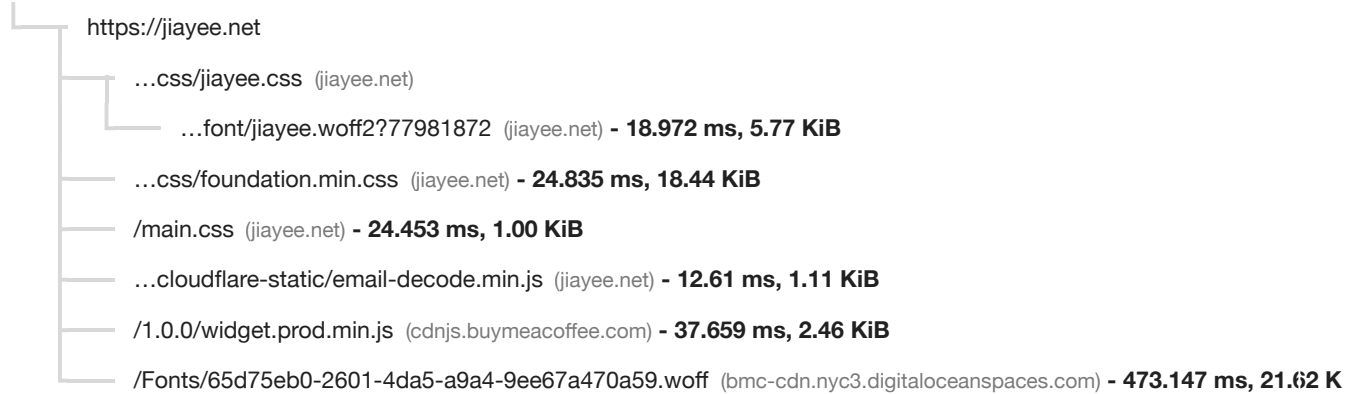 https://jiayee.net
…css/jiayee.css (jiayee.net)
…font/jiayee.woff2?77981872 (jiayee.net) - 18.972 ms, 5.77 KiB
…css/foundation.min.css (jiayee.net) - 24.835 ms, 18.44 KiB
/main.css (jiayee.net) - 24.453 ms, 1.00 KiB
…cloudflare-static/email-decode.min.js (jiayee.net) - 12.61 ms, 1.11 KiB
/1.0.0/widget.prod.min.js (cdnjs.buymeacoffee.com) - 37.659 ms, 2.46 KiB
/Fonts/65d75eb0-2601-4da5-a9a4-9ee67a470a59.woff (bmc-cdn.nyc3.digitaloceanspaces.com) - 473.147 ms, 21.62 K